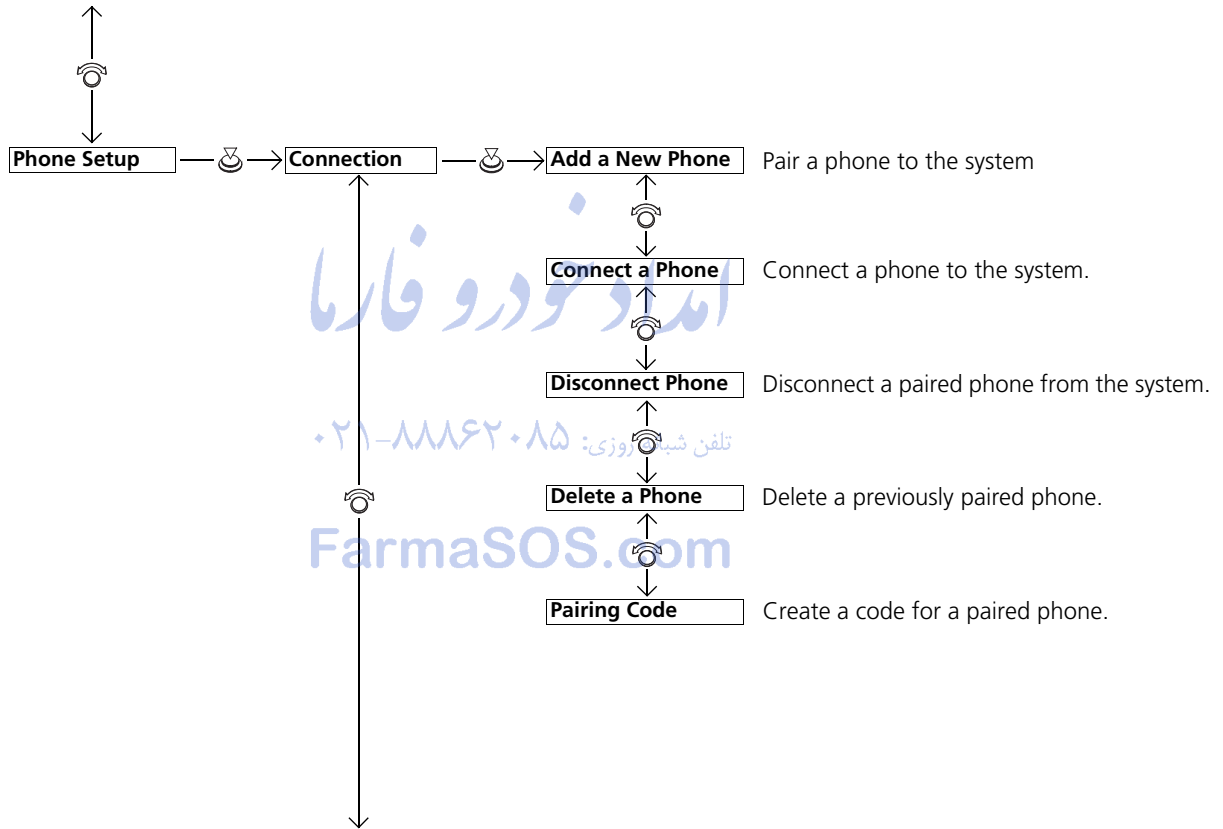 Phone Setup
Connection
Add a New Phone
Pair a phone to the system
Connect a Phone
Connect a phone to the system.
امداد خودرو فارما
Disconnect Phone
Disconnect a paired phone from the system.
تلفن شبانه روزی: ۰۲۱-۸۸۸۶۲۰۸۵
Delete a Phone
Delete a previously paired phone.
FarmaSOS.com
Pairing Code
Create a code for a paired phone.